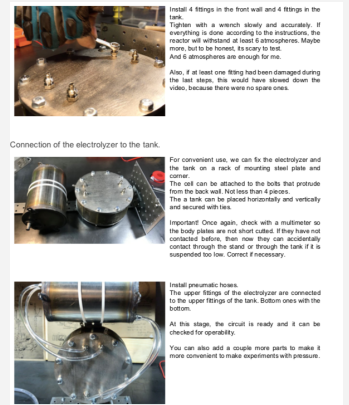 Install 4 fittings in the front wall and 4 fittings in the
tank.
Tighten with a wrench slowly and accurately. If
everything is done according to the instructions, the
reactor will withstand at least 6 atmospheres. Maybe
more, but to be honest, its scary to test.
And 6 atmospheres are enough for me.
Also, if at least one fitting had been damaged during
the last steps, this would have slowed down the
video, because there were no spare ones.
Connection of the electrolyzer to the tank.
For convenient use, we can fix the electrolyzer and
the tank on a rack of mounting steel plate and
corner.
The cell can be attached to the bolts that protrude
from the back wall. Not less than 4 pieces.
The a tank can be placed horizontally and vertically
and secured with ties.
Important! Once again, check with a multimeter so
the body plates are not short cutted. If they have not
contacted before, then now they can accidentally
contact through the stand or through the tank if it is
suspended too low. Correct if necessary.
Install pneumatic hoses.
The upper fittings of the electrolyzer are connected
to the upper fittings of the tank. Bottom ones with the
bottom.
At this stage, the circuit is ready and it can be
checked for operability.
You can also add a couple more parts to make it
more convenient to make experiments with pressure.